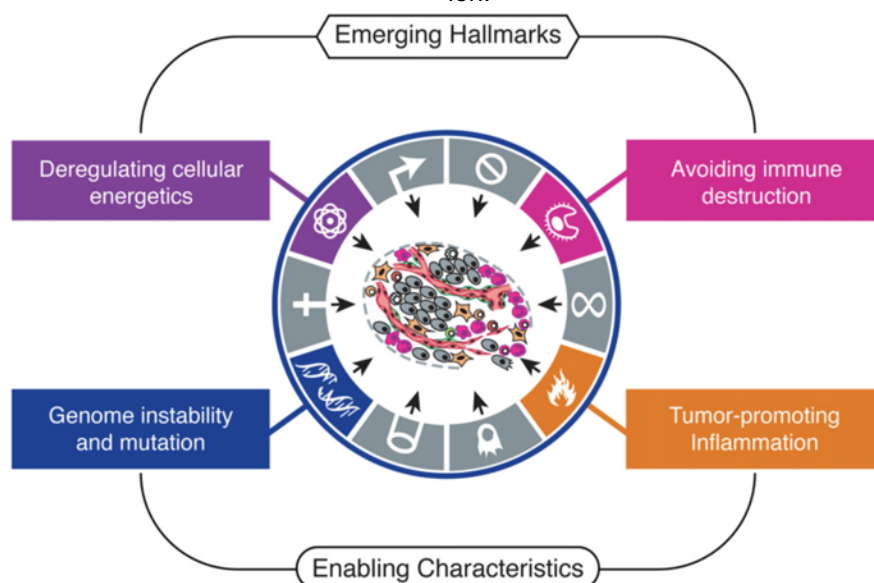 Emerging Hallmarks
Deregulating cellular
energetics
Avoiding immune
destruction
Genome instability
and mutation
Tumor-promoting
Inflammation
Enabling Characteristics